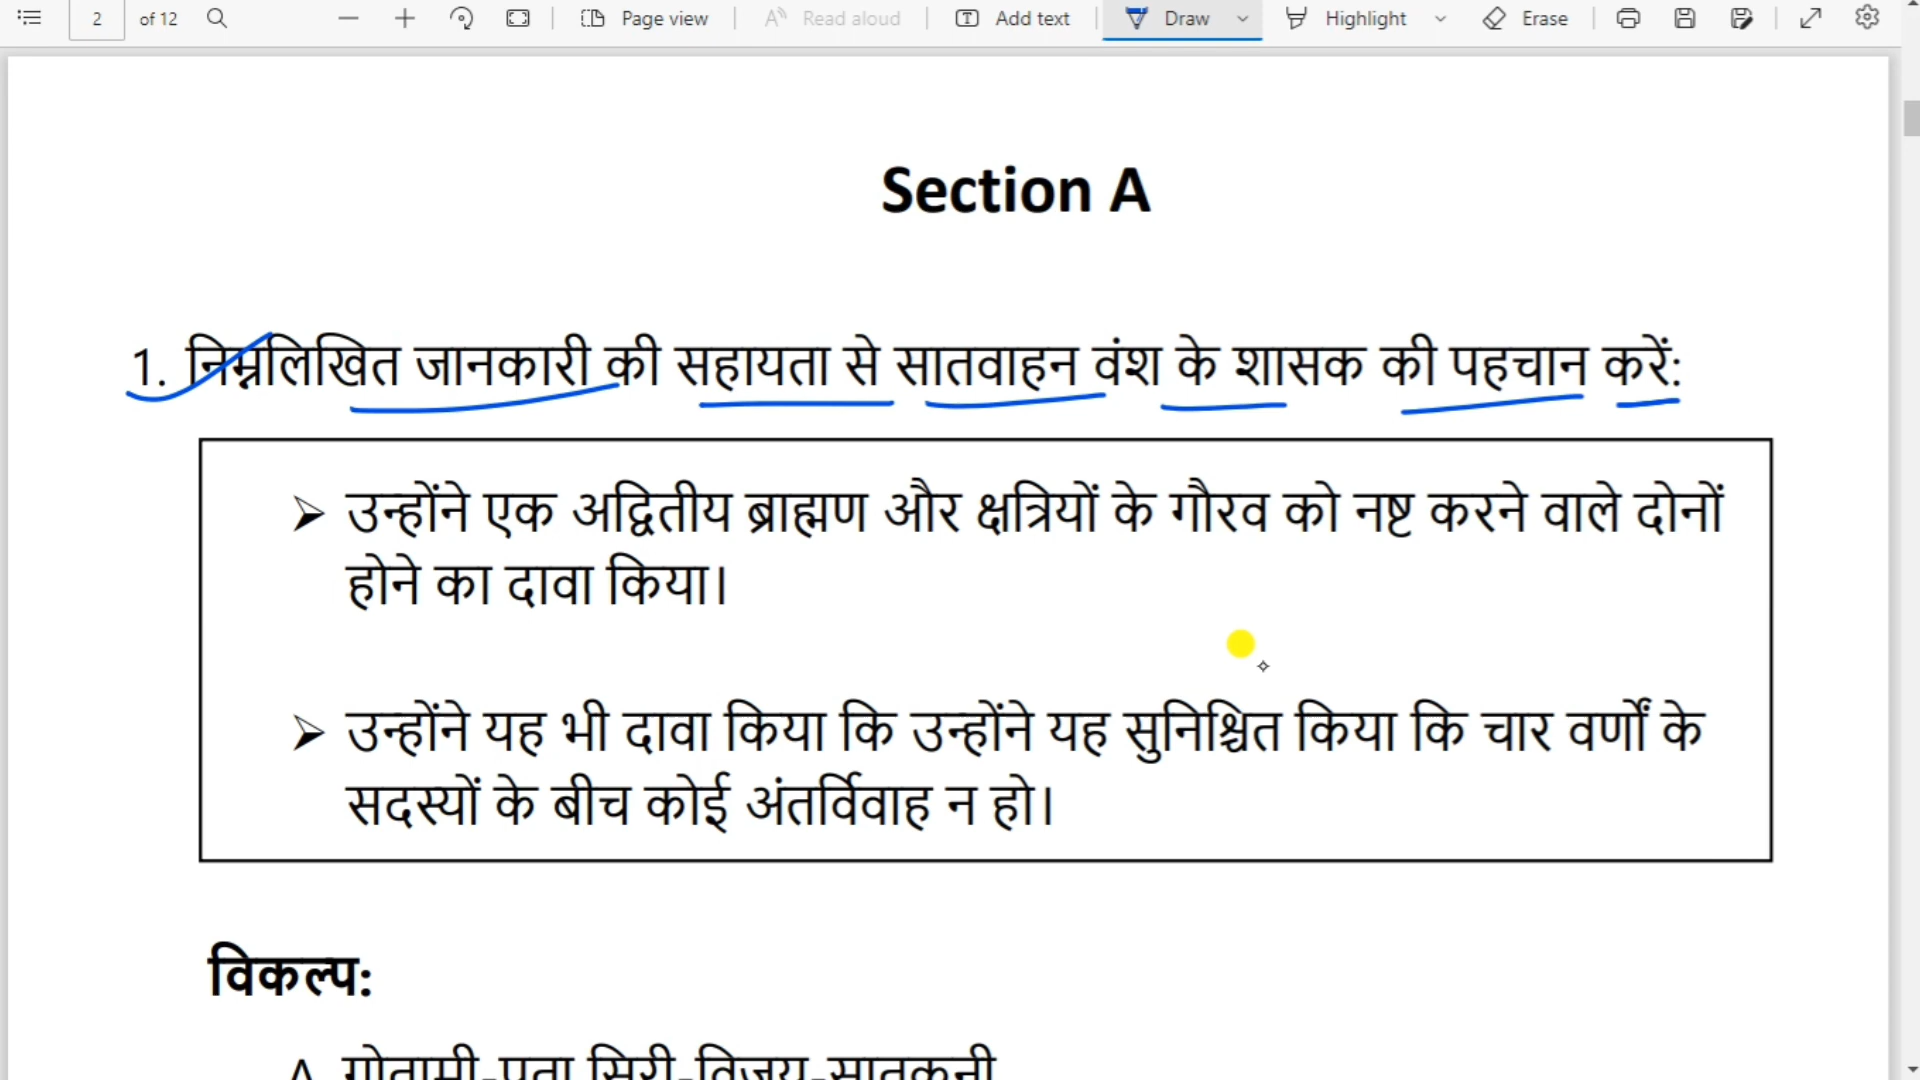 2 of 12 Page view Read aloud Add text Draw Highlight Erase
Section A
1. निम्नलिखित जानकारी की सहायता से सातवाहन वंश के शासक की पहचान करें:
➢ उन्होंने एक अद्वितीय ब्राह्मण और क्षत्रियों के गौरव को नष्ट करने वाले दोनों
होने का दावा किया।
➢ उन्होंने यह भी दावा किया कि उन्होंने यह सुनिश्चित किया कि चार वर्णों के
सदस्यों के बीच कोई अंतर्विवाह न हो।
विकल्प:
A. गोतामी-पुता सिरी-विजय-सातकनी